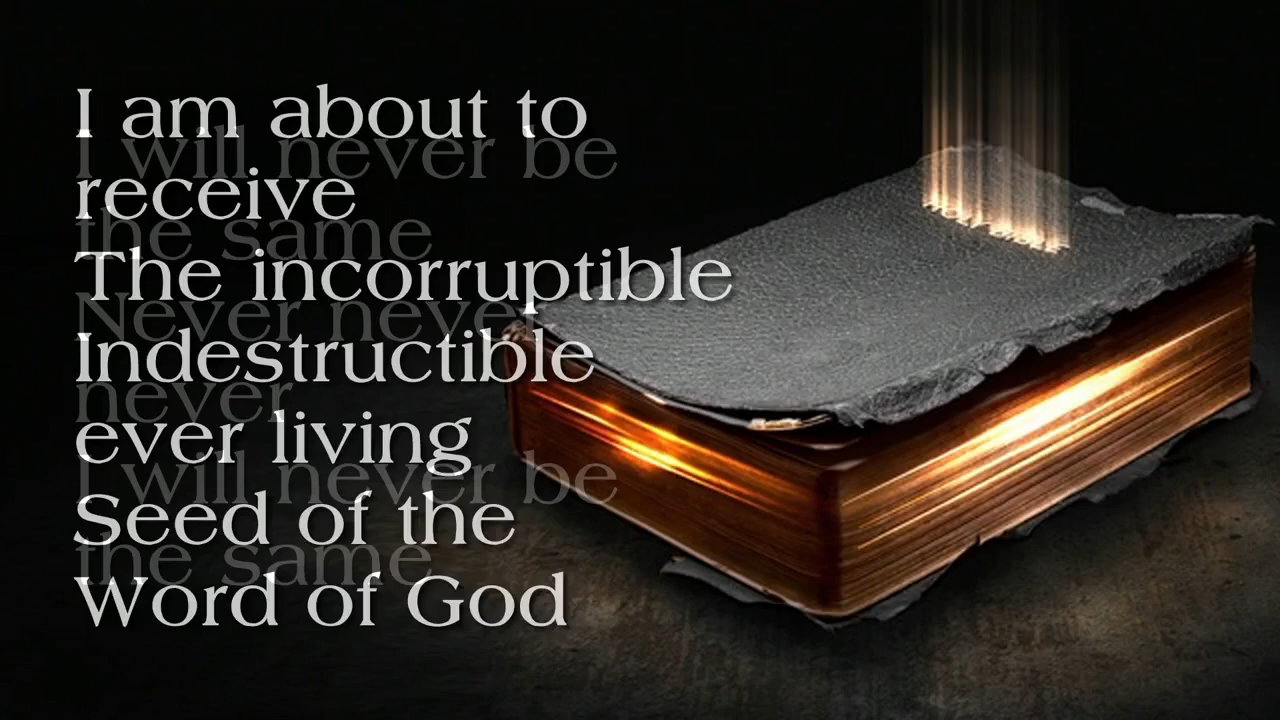 I am about to
I will never be
receive
the same
The incorruptible
Never never
Indestructible
never
ever living
I will never be
Seed of the
the same
Word of God